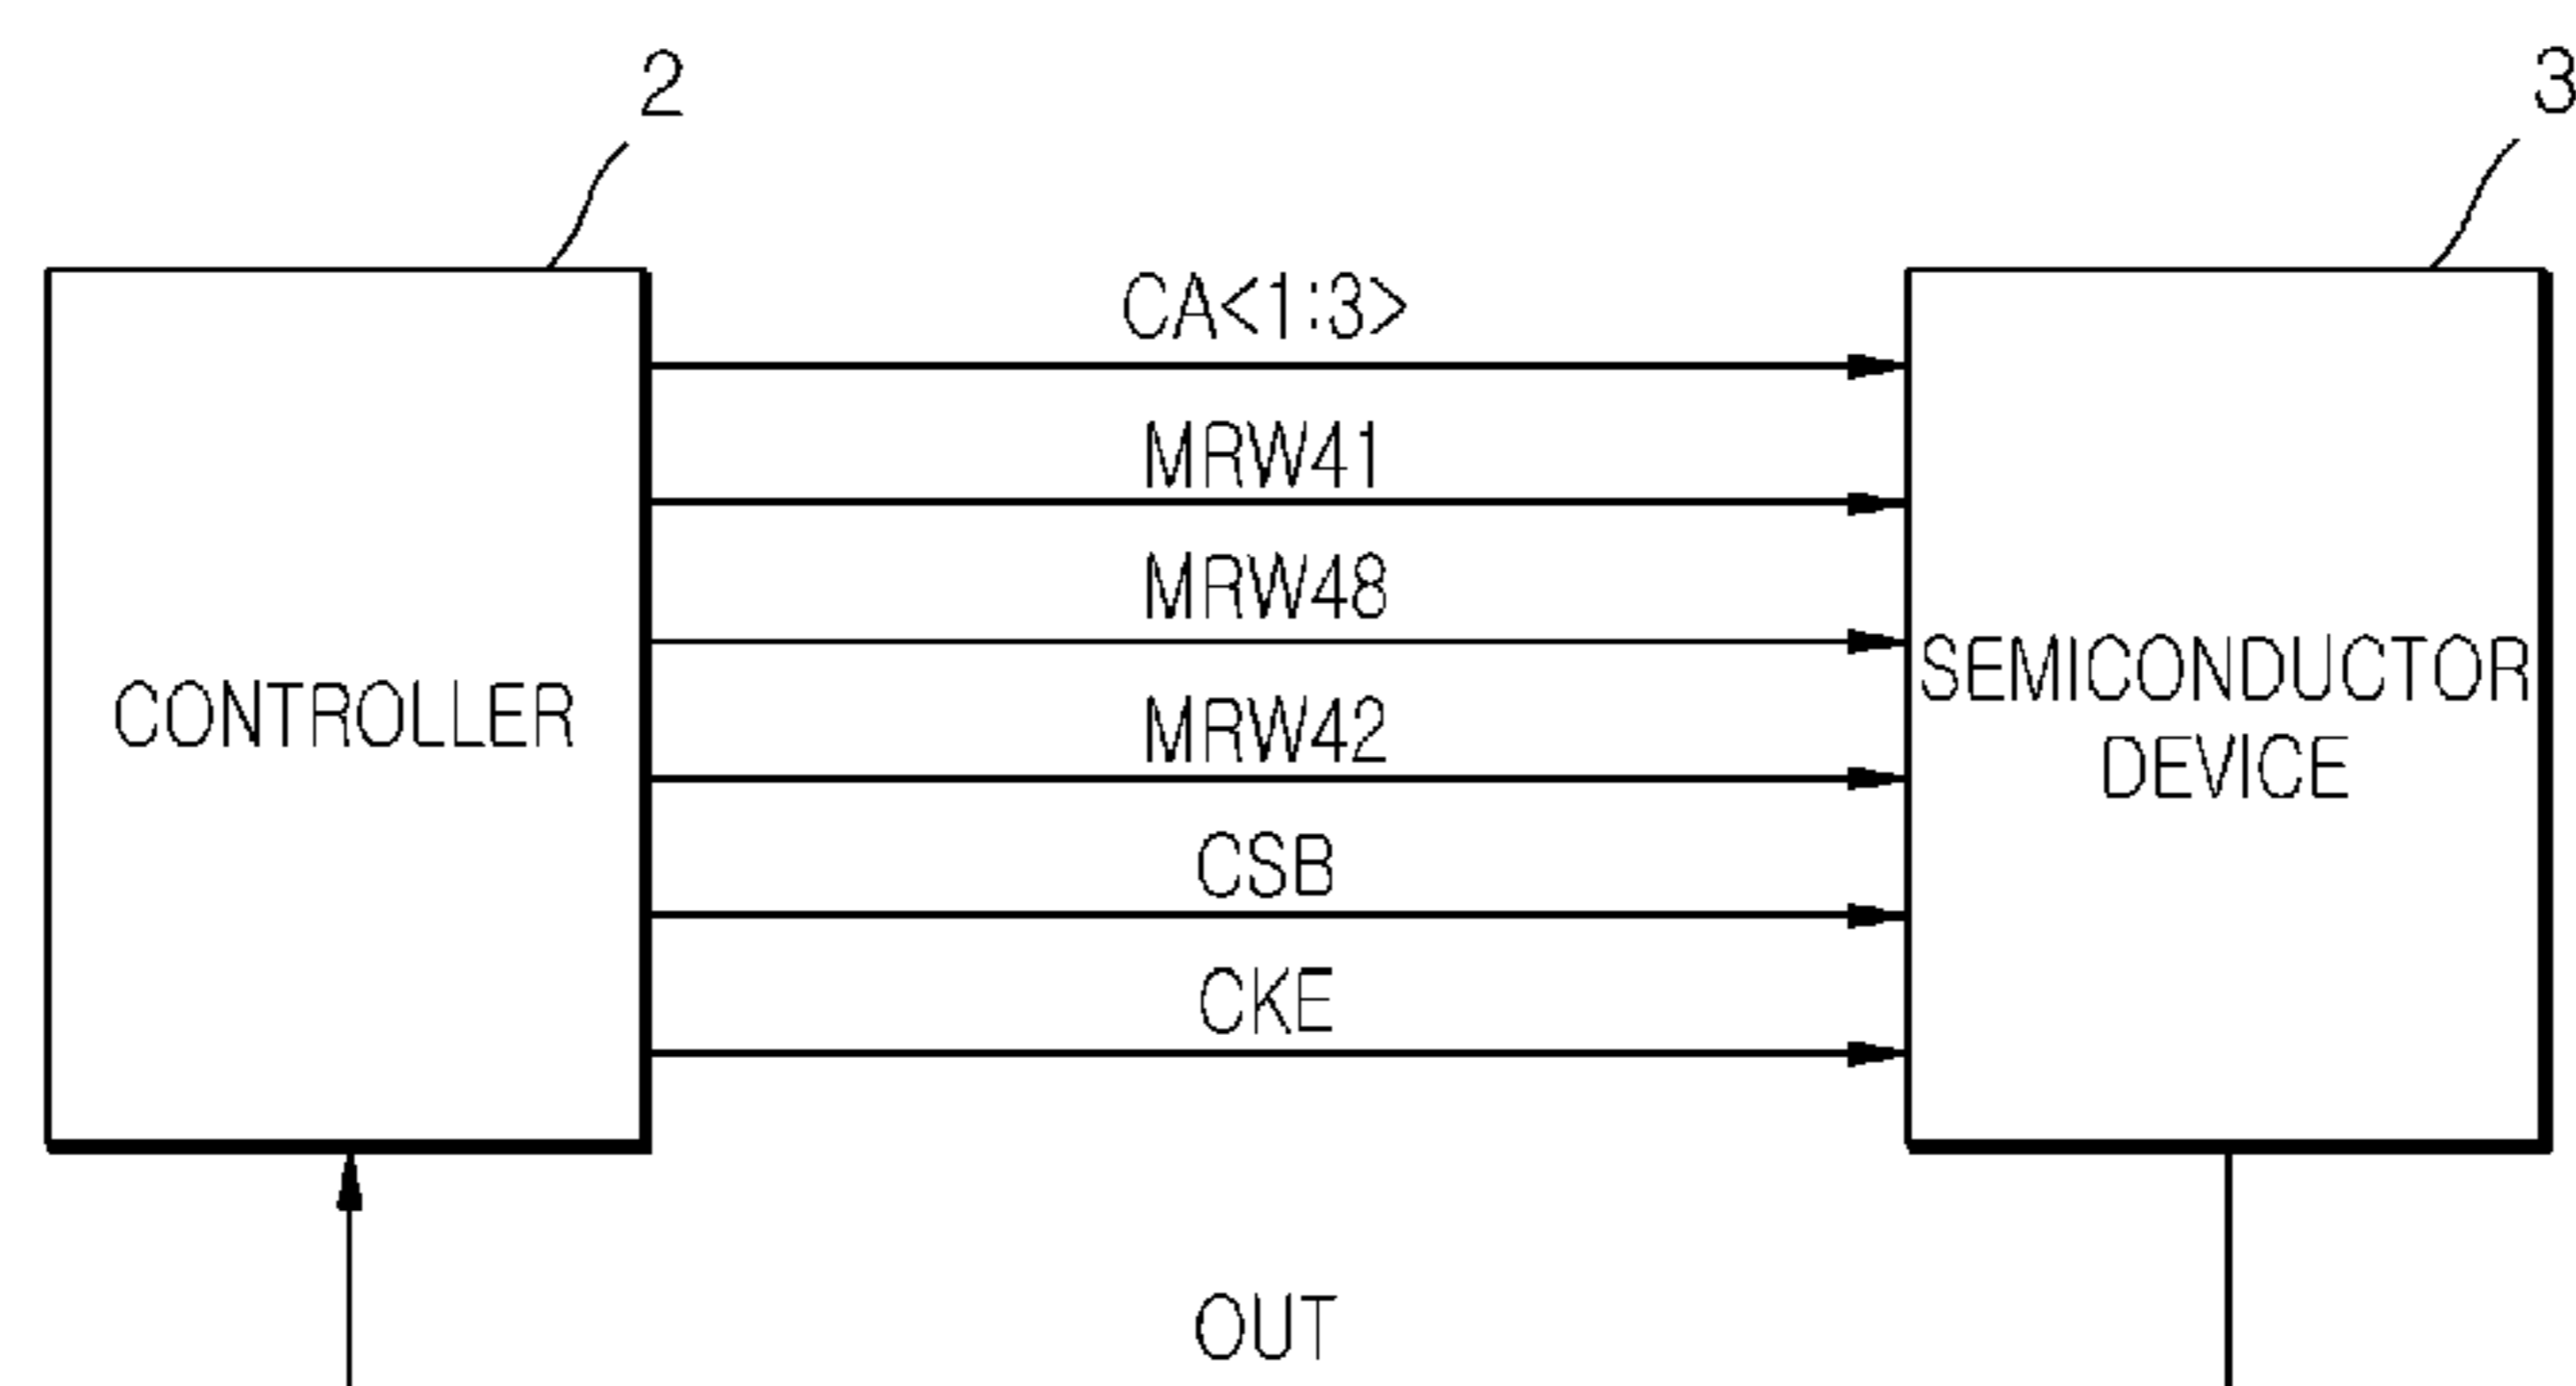 2
3
CA<1:3>
MRW41
MRW48
CONTROLLER
MRW42
SEMICONDUCTOR
DEVICE
CSB
CKE
OUT